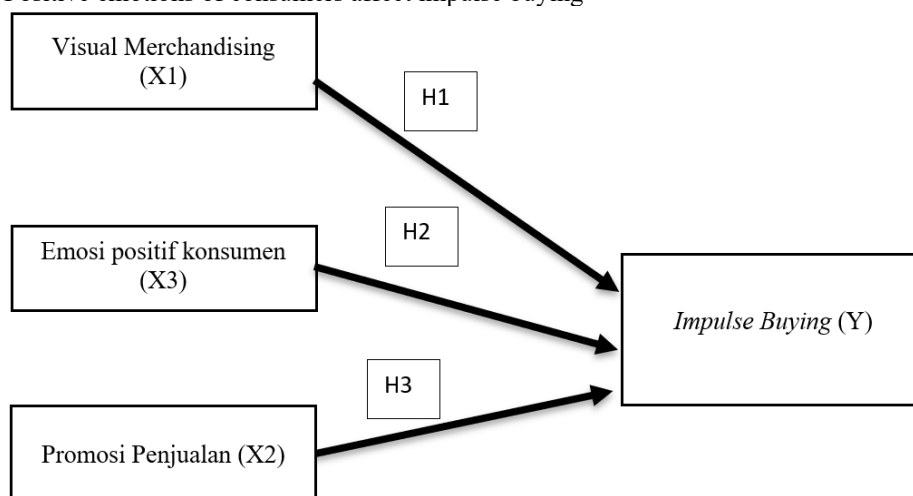 Positive emotions of consumers affect impulse buying
Visual Merchandising
(X1)
H1
Emosi positif konsumen
(X3)
H2
Impulse Buying (Y)
H3
Promosi Penjualan (X2)